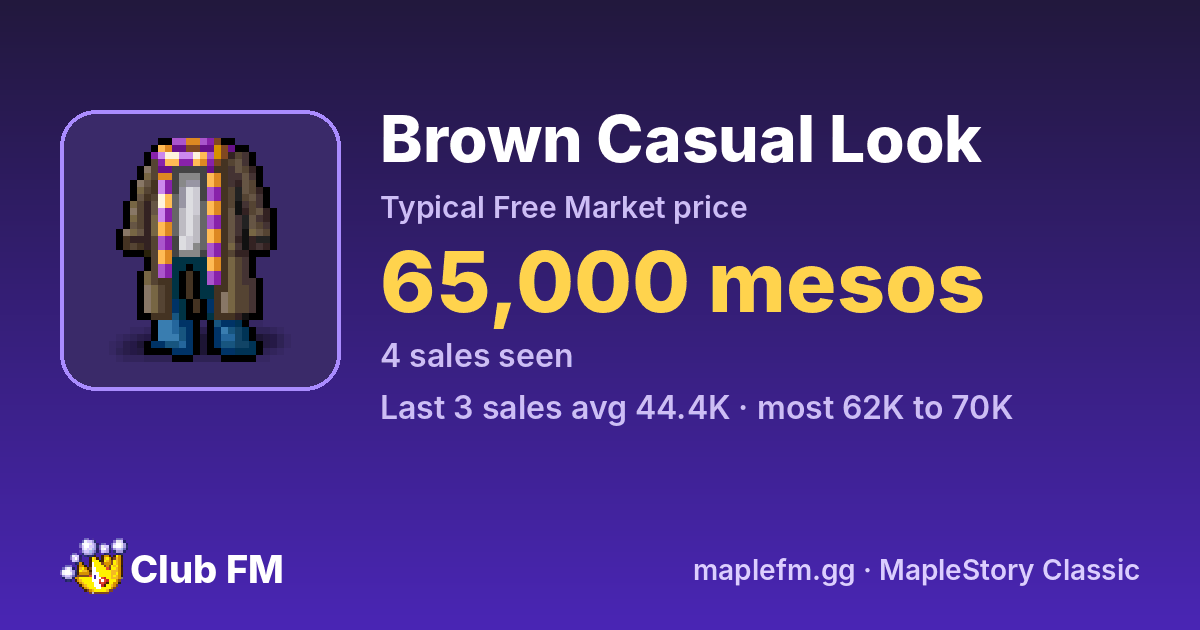 Brown Casual Look
Typical Free Market price
65,000 mesos
4 sales seen
Last 3 sales avg 44.4K · most 62K to 70K
Club FM
maplefm.gg · MapleStory Classic